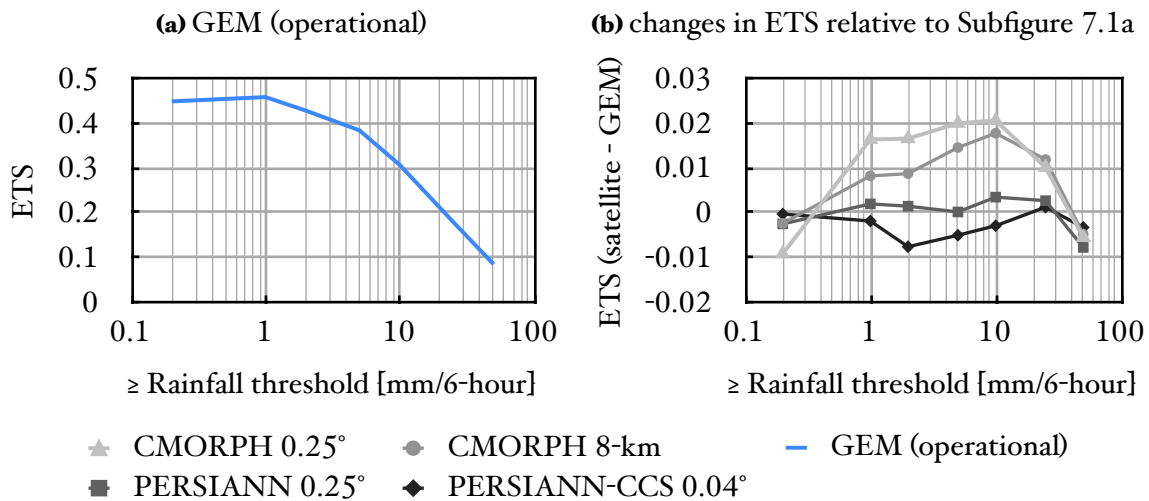 (a) GEM (operational)
(b) changes in ETS relative to Subfigure 7.1a
ETS
0.5
0.4
0.3
0.2
0.1
0
0.1
1
10
100
≥ Rainfall threshold [mm/6-hour]
ETS (satellite - GEM)
0.03
0.02
0.01
0
-0.01
-0.02
0.1
1
10
100
≥ Rainfall threshold [mm/6-hour]
CMORPH 0.25°
CMORPH 8-km
GEM (operational)
PERSIANN 0.25°
PERSIANN-CCS 0.04°